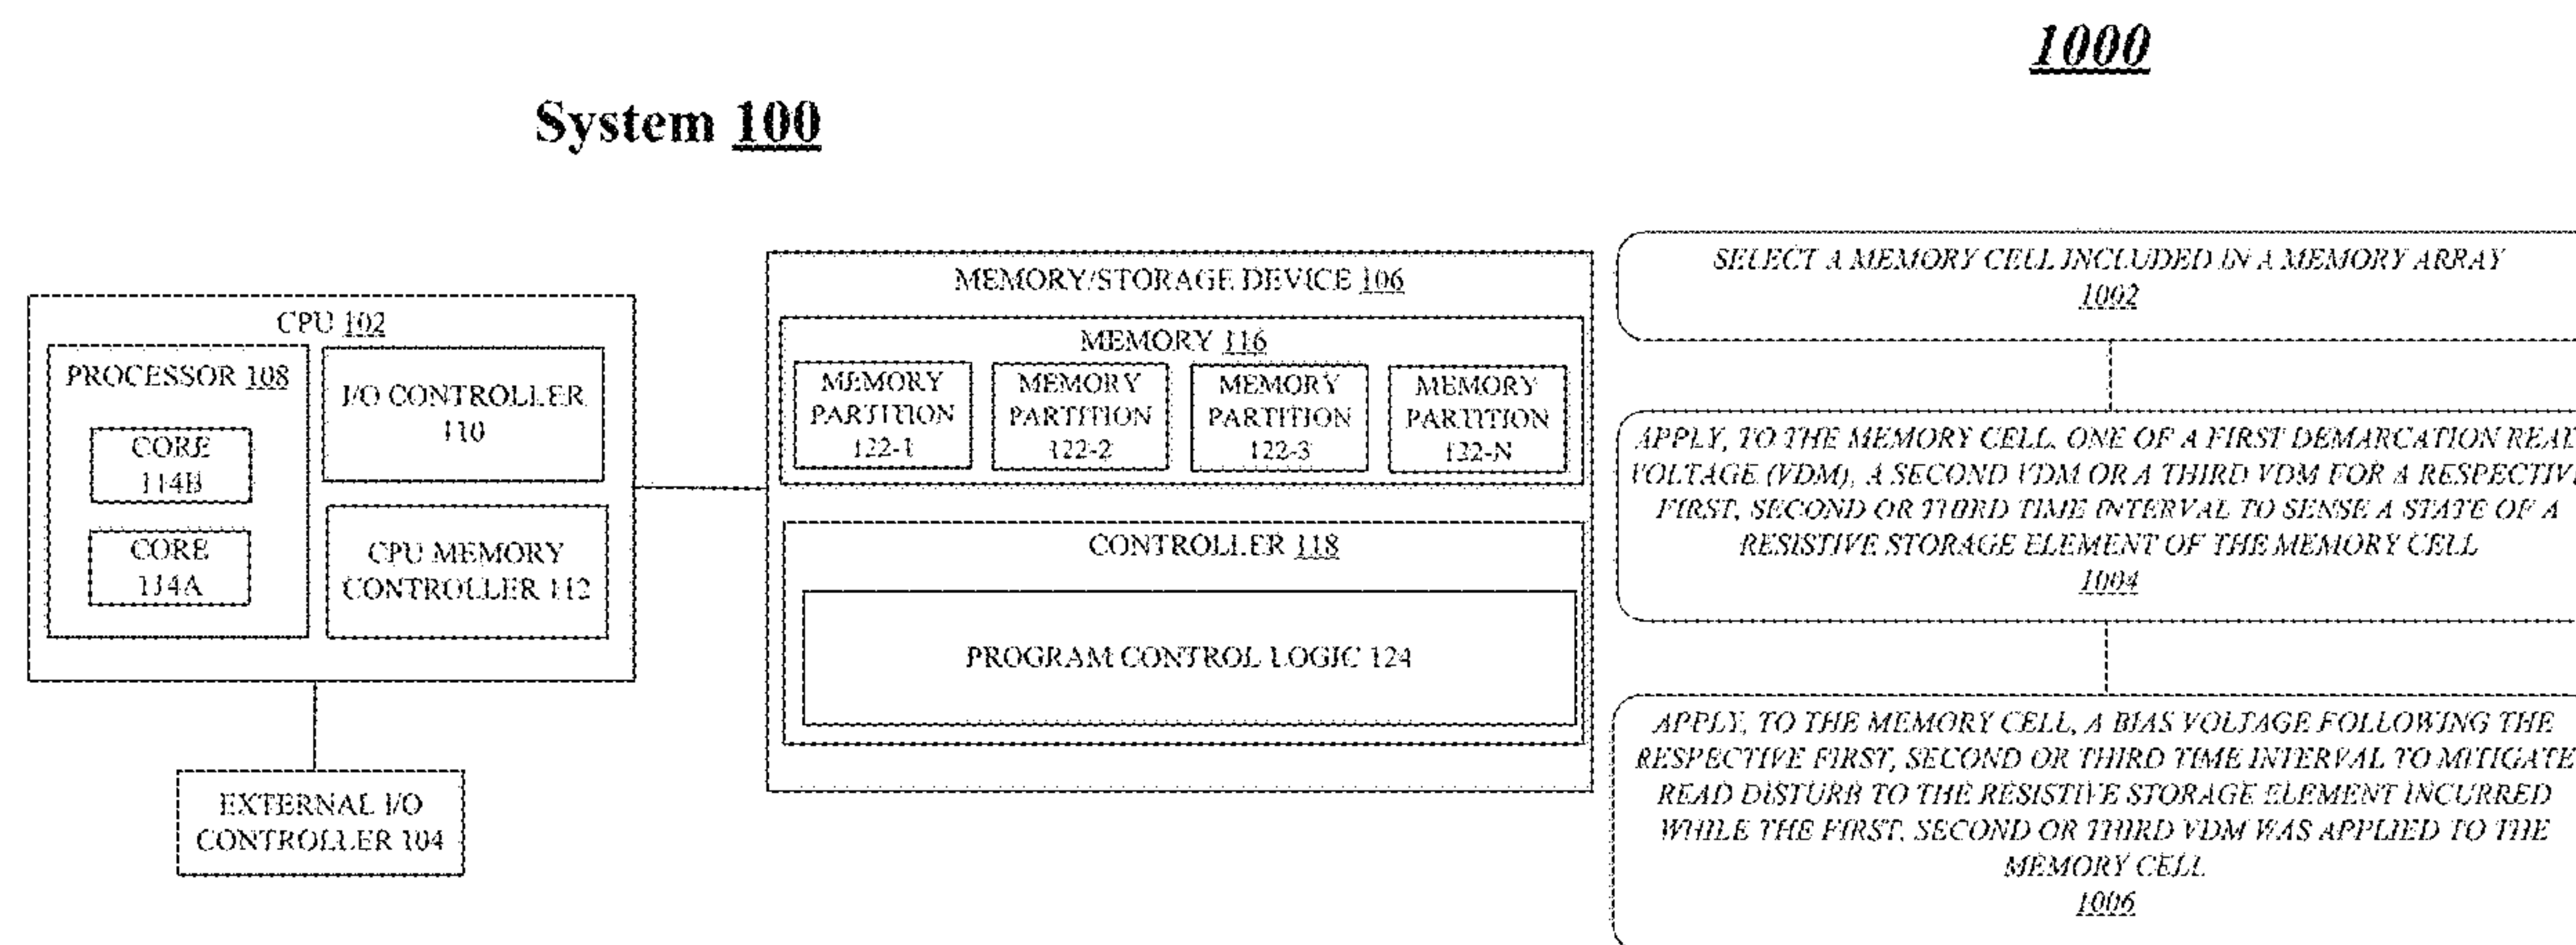 System 100
CPU 102
PROCESSOR 108
CORE
114B
CORE
114A
I/O CONTROLLER
110
CPU MEMORY
CONTROLLER 112
EXTERNAL I/O
CONTROLLER 104
MEMORY/STORAGE DEVICE 106
MEMORY 116
MEMORY
PARTITION
122-1
MEMORY
PARTITION
122-2
MEMORY
PARTITION
122-3
MEMORY
PARTITION
122-N
CONTROLLER 118
PROGRAM CONTROL LOGIC 124
1000
SELECT A MEMORY CELL INCLUDED IN A MEMORY ARRAY
1002
APPLY, TO THE MEMORY CELL, ONE OF A FIRST DEMARCATION READ
VOLTAGE (VDM), A SECOND VDM OR A THIRD VDM FOR A RESPECTIVE
FIRST, SECOND OR THIRD TIME INTERVAL TO SENSE A STATE OF A
RESISTIVE STORAGE ELEMENT OF THE MEMORY CELL
1004
APPLY, TO THE MEMORY CELL, A BIAS VOLTAGE FOLLOWING THE
RESPECTIVE FIRST, SECOND OR THIRD TIME INTERVAL TO MITIGATE
READ DISTURB TO THE RESISTIVE STORAGE ELEMENT INCURRED
WHILE THE FIRST, SECOND OR THIRD VDM WAS APPLIED TO THE
MEMORY CELL
1006